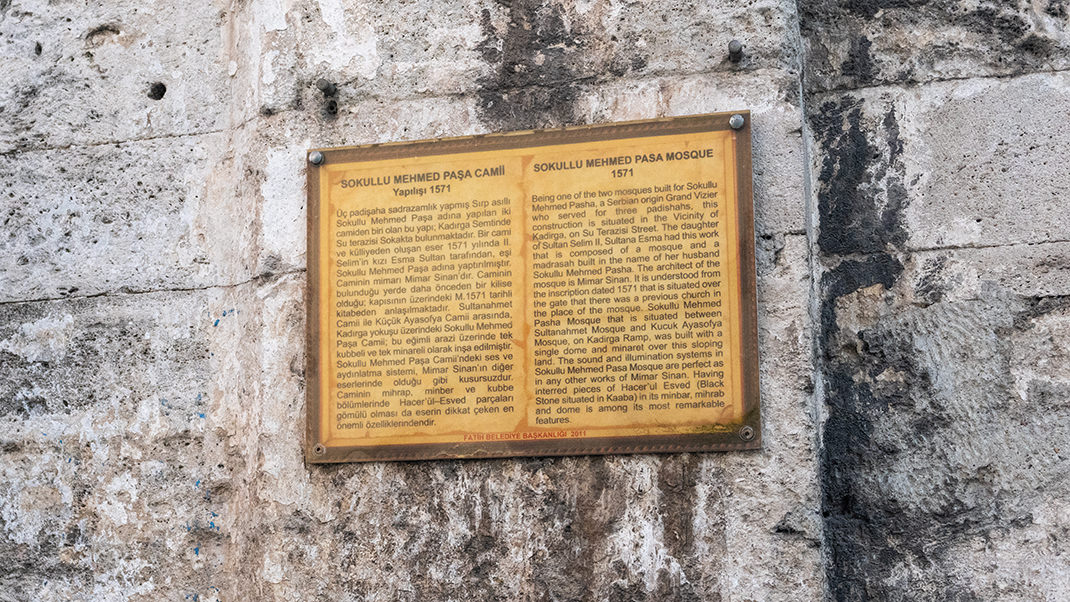 SOKULLU MEHMED PAŞA CAMİİ
Yapılışı 1571
Üç padişaha sadrazamlık yapmış Sırp asıllı
Sokullu Mehmed Paşa adına yapılan iki
camiden biri olan bu yapı; Kadırga Semtinde
Su terazisi Sokakta bulunmaktadır. Bir cami
ve külliyeden oluşan eser 1571 yılında II.
Selim'in kızı Esma Sultan tarafından, eşi
Sokullu Mehmed Paşa adına yaptırılmıştır.
Caminin mimarı Mimar Sinan'dır. Caminin
bulunduğu yerde daha önceden bir kilise
olduğu; kapısının üzerindeki M.1571 tarihli
kitabeden anlaşılmaktadır. Sultanahmet
Camii ile Küçük Ayasofya Camii arasında,
Kadırga yokuşu üzerindeki Sokullu Mehmed
Paşa Camii; bu eğimli arazi üzerinde tek
kubbeli ve tek minareli olarak inşa edilmiştir.
Sokullu Mehmed Paşa Camii'ndeki ses ve
aydınlatma sistemi, Mimar Sinan'ın diğer
eserlerinde olduğu gibi kusursuzdur.
Caminin mihrap, minber ve kubbe
bölümlerinde Hacer'ül–Esved parçaları
gömülü olması da eserin dikkat çeken en
önemli özelliklerindendir.
SOKULLU MEHMED PASA MOSQUE
1571
Being one of the two mosques built for Sokullu
Mehmed Pasha, a Serbian origin Grand Vizier
who served for three padishahs, this
construction is situated in the Vicinity of
Kadirga, on Su Terazisi Street. The daughter
of Sultan Selim II, Sultana Esma had this work
that is composed of a mosque and a
madrasah built in the name of her husband
Sokullu Mehmed Pasha. The architect of the
mosque is Mimar Sinan. It is understood from
the inscription dated 1571 that is situated over
the gate that there was a previous church in
the place of the mosque. Sokullu Mehmed
Pasha Mosque that is situated between
Sultanahmet Mosque and Kucuk Ayasofya
Mosque, on Kadirga Ramp, was built with a
single dome and minaret over this sloping
land. The sound and illumination systems in
Sokullu Mehmed Pasa Mosque are perfect as
in any other works of Mimar Sinan. Having
interred pieces of Hacer'ul Esved (Black
Stone situated in Kaaba) in its minbar, mihrab
and dome is among its most remarkable
features.
FATİH BELEDİYE BAŞKANLIĞI 2011